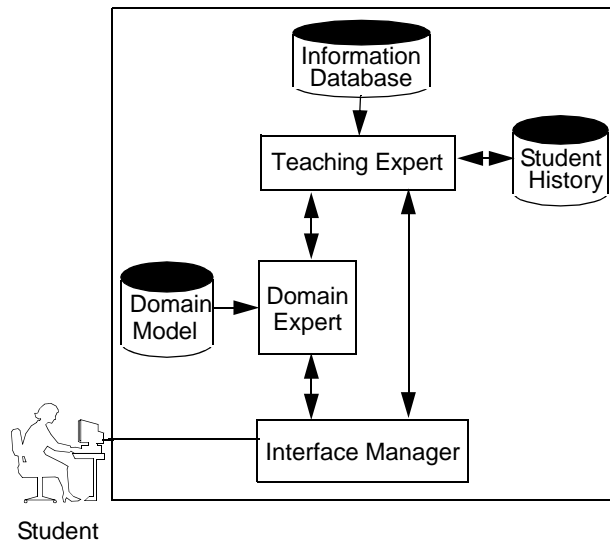 Information
Database
Teaching Expert
Student
History
Domain
Model
Domain
Expert
Interface Manager
Student